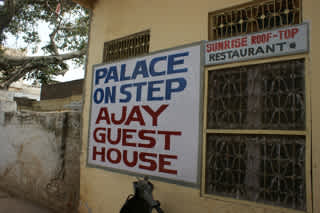 PALACE
ON STEP
AJAY
GUEST
HOUSE
SUNRISE ROOF-TOP
RESTAURANT